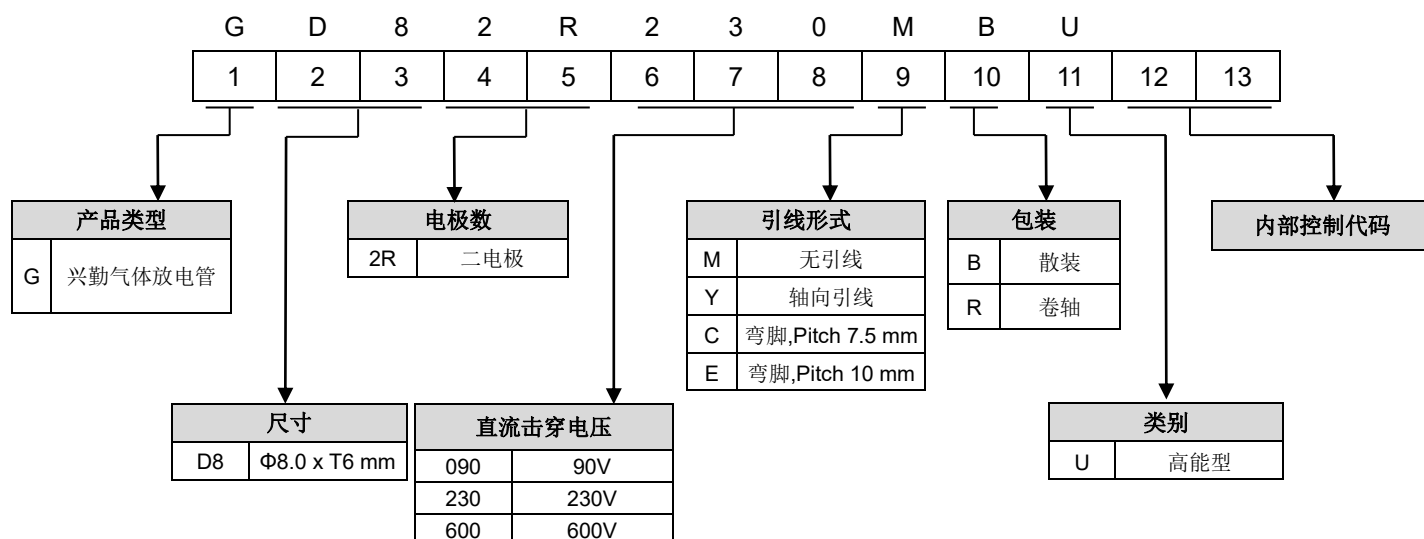 G D 8 2 R 2 3 0 M B U
1 2 3 4 5 6 7 8 9 10 11 12 13
产品类型
G 兴勤气体放电管
电极数
2R 二电极
引线形式
M 无引线
Y 轴向引线
C 弯脚,Pitch 7.5 mm
E 弯脚,Pitch 10 mm
包装
B 散装
R 卷轴
内部控制代码
尺寸
D8 Φ8.0 x T6 mm
直流击穿电压
090 90V
230 230V
600 600V
类别
U 高能型